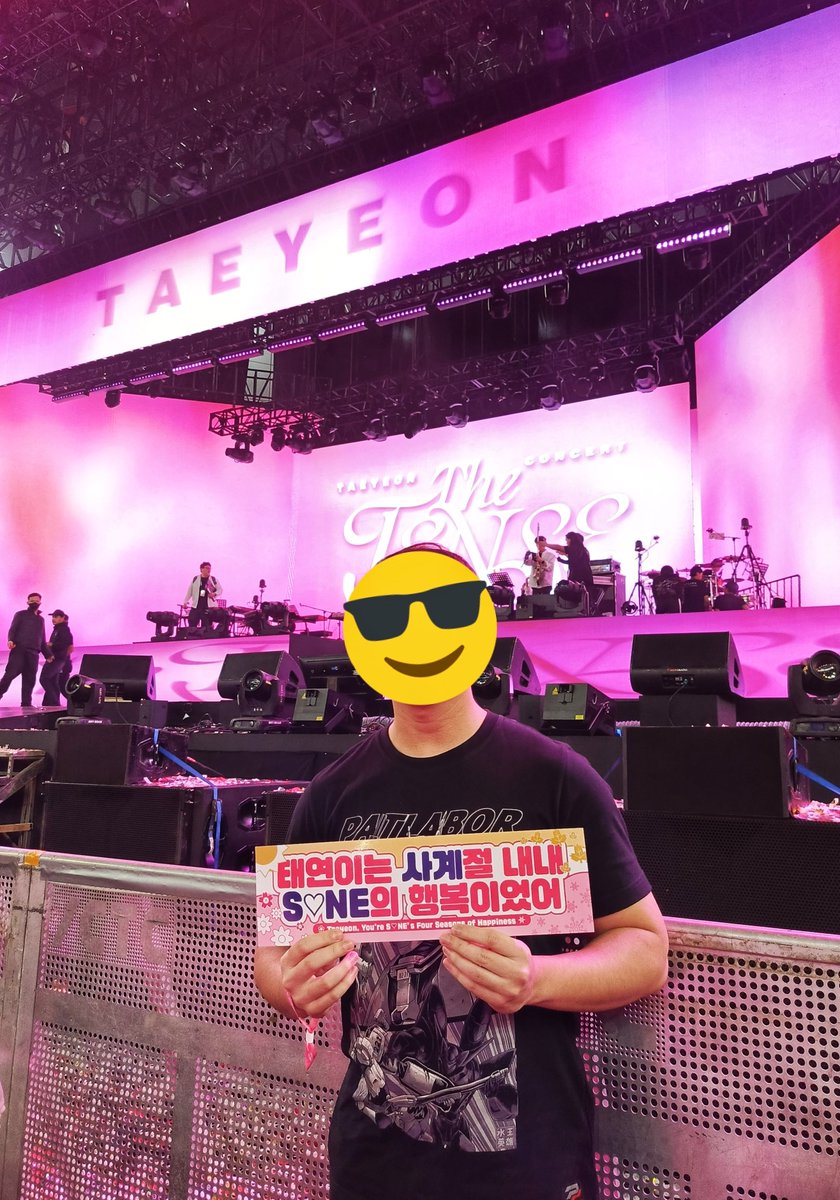 TAEYEON
TAEYEON CONCERT
The
TENSE
PATLABOR
태연이는 사계절 내내
S♡NE의 행복이었어
Taeyeon, You're S♡NE's Four Seasons of Happiness